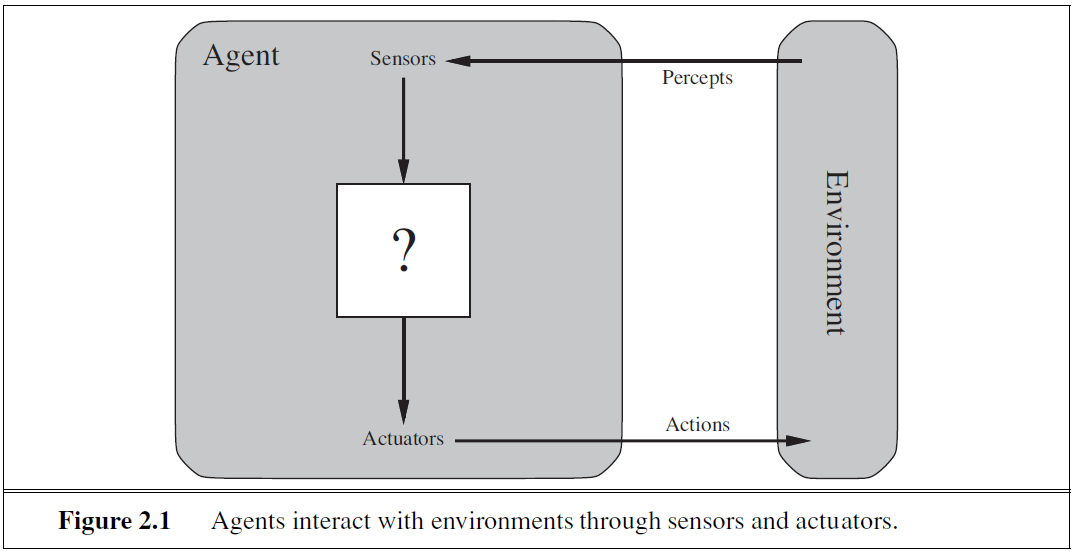 Agent
Sensors
Percepts
Environment
?
Actuators
Actions
Figure 2.1 Agents interact with environments through sensors and actuators.